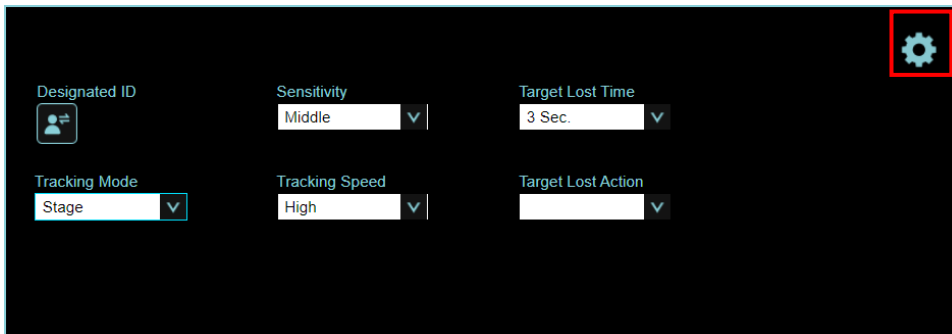 Designated ID
Sensitivity
Target Lost Time
Middle
3 Sec.
Tracking Mode
Tracking Speed
Target Lost Action
Stage
High